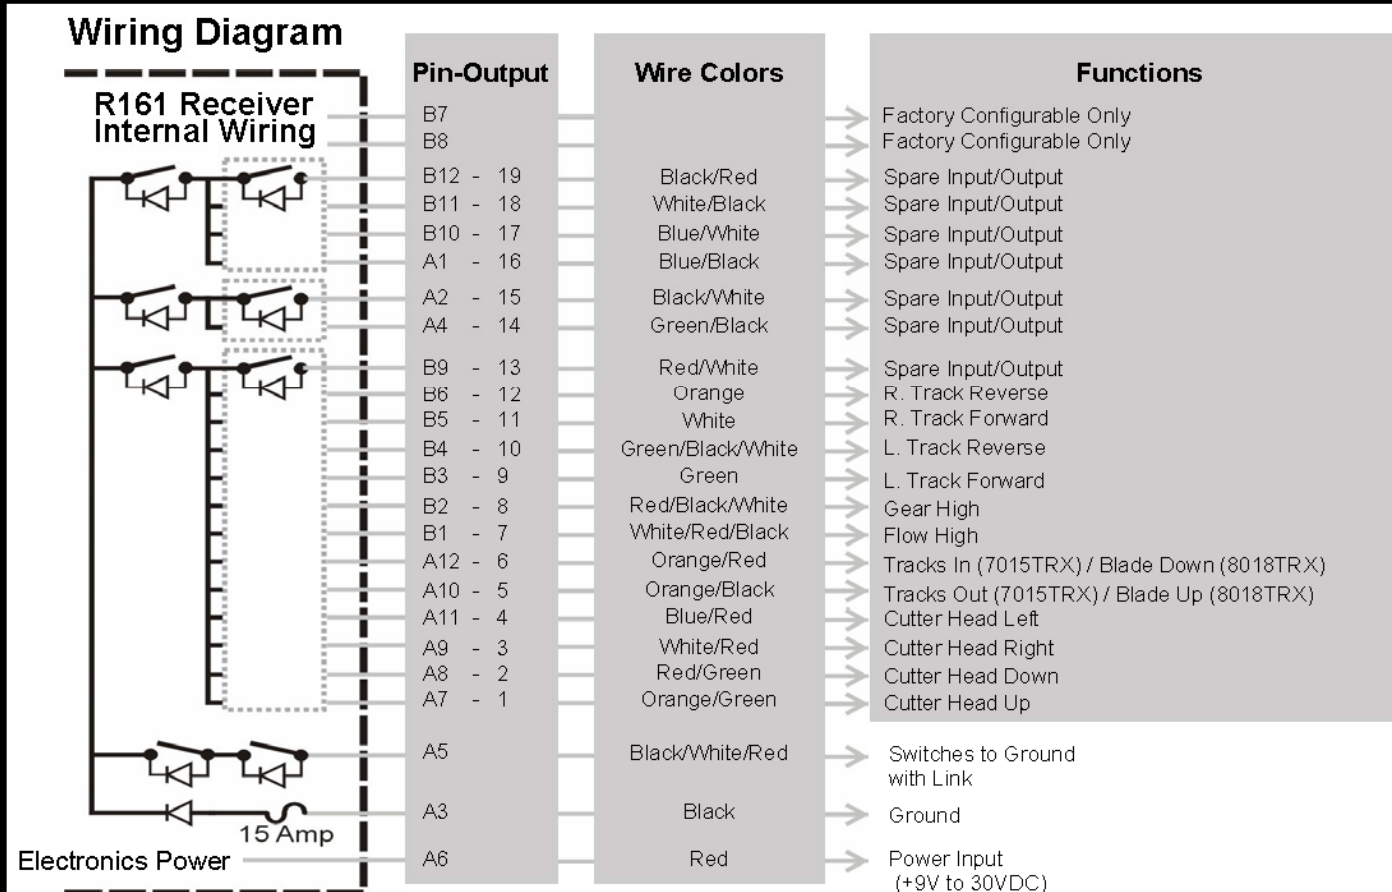 Wiring Diagram
Pin-Output Wire Colors Functions
R161 Receiver
Internal Wiring
B7 Factory Configurable Only
B8 Factory Configurable Only
B12 - 19 Black/Red Spare Input/Output
B11 - 18 White/Black Spare Input/Output
B10 - 17 Blue/White Spare Input/Output
A1 - 16 Blue/Black Spare Input/Output
A2 - 15 Black/White Spare Input/Output
A4 - 14 Green/Black Spare Input/Output
B9 - 13 Red/White Spare Input/Output
B6 - 12 Orange R. Track Reverse
B5 - 11 White R. Track Forward
B4 - 10 Green/Black/White L. Track Reverse
B3 - 9 Green L. Track Forward
B2 - 8 Red/Black/White Gear High
B1 - 7 White/Red/Black Flow High
A12 - 6 Orange/Red Tracks In (7015TRX) / Blade Down (8018TRX)
A10 - 5 Orange/Black Tracks Out (7015TRX) / Blade Up (8018TRX)
A11 - 4 Blue/Red Cutter Head Left
A9 - 3 White/Red Cutter Head Right
A8 - 2 Red/Green Cutter Head Down
A7 - 1 Orange/Green Cutter Head Up
A5 Black/White/Red Switches to Ground
with Link
A3 Black Ground
15 Amp
Electronics Power A6 Red Power Input
(+9V to 30VDC)